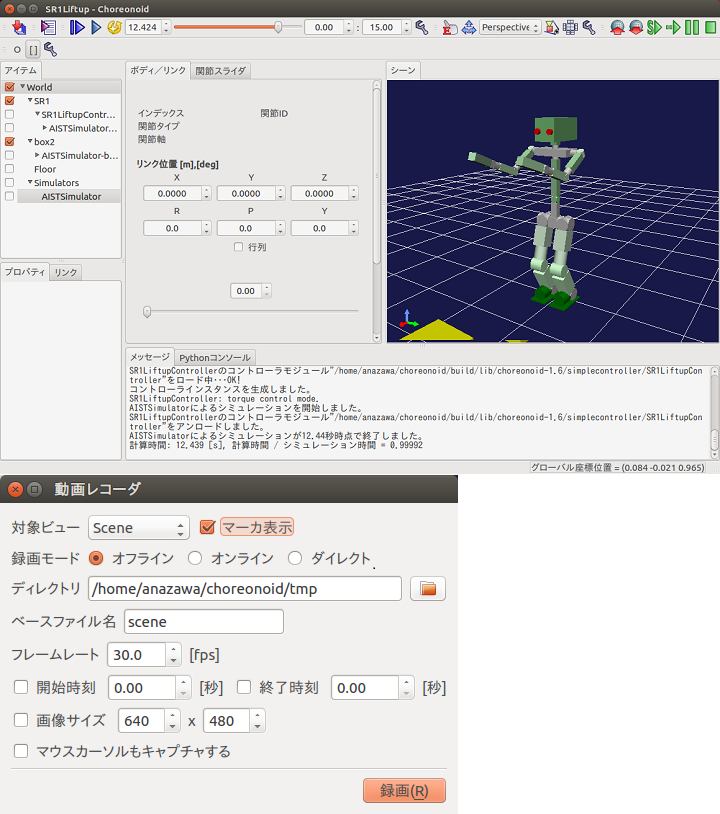 SR1Liftup - Choreonoid
12.424 0.00 : 15.00 Perspective
[ ]
アイテム
World
SR1
SR1LiftupContr...
AISTSimulator...
box2
AISTSimulator-b...
Floor
Simulators
AISTSimulator
プロパティ リンク
ボディ／リンク 関節スライダ
インデックス 関節ID
関節タイプ
関節軸
リンク位置 [m],[deg]
X Y Z
0.0000 0.0000 0.0000
R P Y
0.0 0.0 0.0
行列
0.00
シーン
メッセージ Pythonコンソール
SR1LiftupControllerのコントローラモジュール"/home/anazawa/choreonoid/build/lib/choreonoid-1.6/simplecontroller/SR1LiftupCon
troller"をロード中...OK!
コントローラインスタンスを生成しました。
SR1LiftupController: torque control mode.
AISTSimulatorによるシミュレーションを開始しました。
SR1LiftupControllerのコントローラモジュール"/home/anazawa/choreonoid/build/lib/choreonoid-1.6/simplecontroller/SR1LiftupCon
troller"をアンロードしました。
AISTSimulatorによるシミュレーションが12.44秒時点で終了しました。
計算時間: 12.439 [s], 計算時間 / シミュレーション時間 = 0.99992
グローバル座標位置 = (0.084 -0.021 0.965)
動画レコーダ
対象ビュー Scene マーカ表示
録画モード オフライン オンライン ダイレクト
ディレクトリ /home/anazawa/choreonoid/tmp
ベースファイル名 scene
フレームレート 30.0 [fps]
開始時刻 0.00 [秒] 終了時刻 0.00 [秒]
画像サイズ 640 x 480
マウスカーソルもキャプチャする
録画(R)